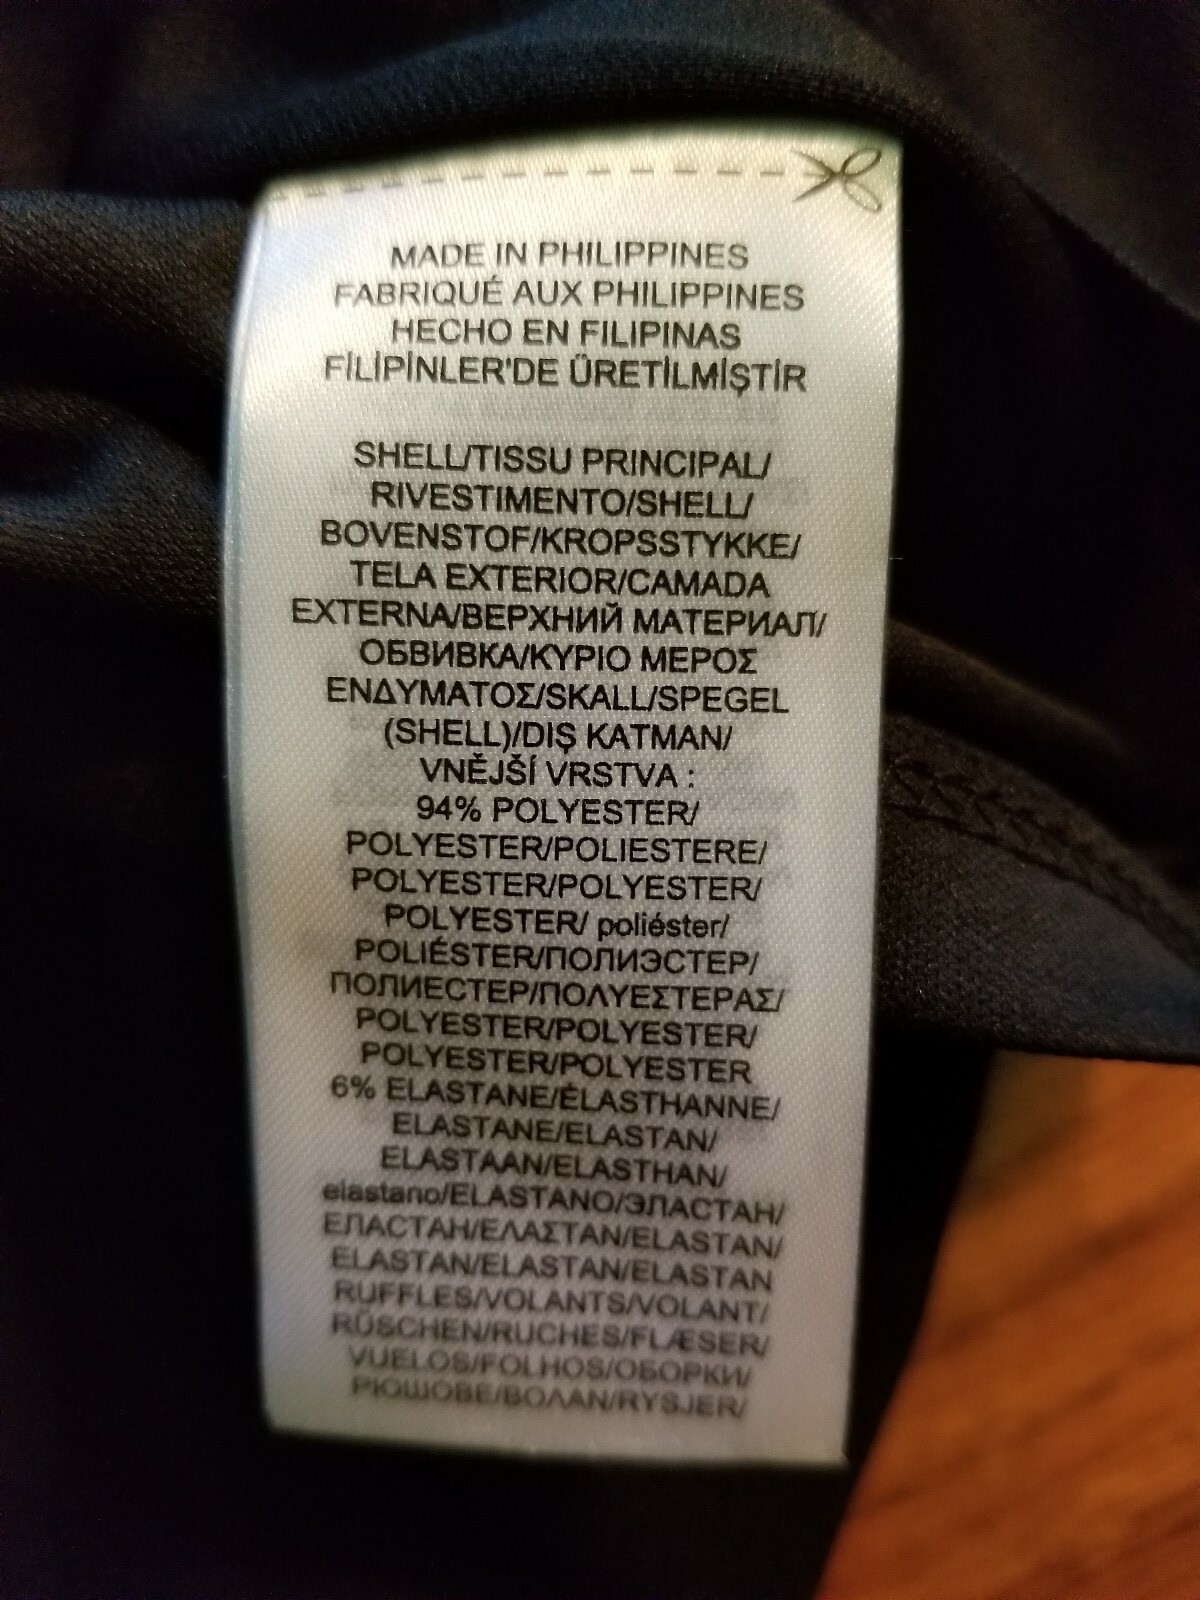 MADE IN PHILIPPINES
FABRIQUÉ AUX PHILIPPINES
HECHO EN FILIPINAS
FİLİPİNLER'DE ÜRETİLMİŞTİR
SHELL/TISSU PRINCIPAL/
RIVESTIMENTO/SHELL/
BOVENSTOF/KROPSSTYKKE/
TELA EXTERIOR/CAMADA
EXTERNA/ВЕРХНИЙ МАТЕРИАЛ/
ОБВИВКА/ΚΥΡΙΟ ΜΕΡΟΣ
ΕΝΔΥΜΑΤΟΣ/SKALL/SPEGEL
(SHELL)/DIŞ KATMAN/
VNĚJŠÍ VRSTVA :
94% POLYESTER/
POLYESTER/POLIESTERE/
POLYESTER/POLYESTER/
POLYESTER/ poliéster/
POLIÉSTER/ПОЛИЭСТЕР/
ПОЛИЕСТЕР/ΠΟΛΥΕΣΤΕΡΑΣ/
POLYESTER/POLYESTER/
POLYESTER/POLYESTER
6% ELASTANE/ÉLASTHANNE/
ELASTANE/ELASTAN/
ELASTAAN/ELASTHAN/
elastano/ELASTANO/ЭЛАСТАН/
ЕЛАСТАН/ΕΛΑΣΤΑΝ/ELASTAN/
ELASTAN/ELASTAN/ELASTAN
RUFFLES/VOLANTS/VOLANT/
RÜSCHEN/RUCHES/FLÆSER/
VUELOS/FOLHOS/ОБОРКИ/
РЮШОВЕ/ΒΟΛΑΝ/RYSJER/